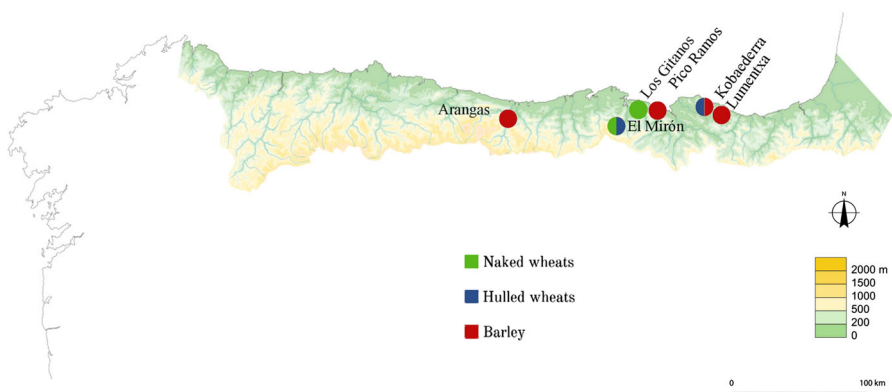 Los Gitanos
Pico Ramos
Kobaederra
Lumentxa
Arangas
El Mirón
N
Naked wheats
Hulled wheats
Barley
2000 m
1500
1000
500
200
0
0 100 km